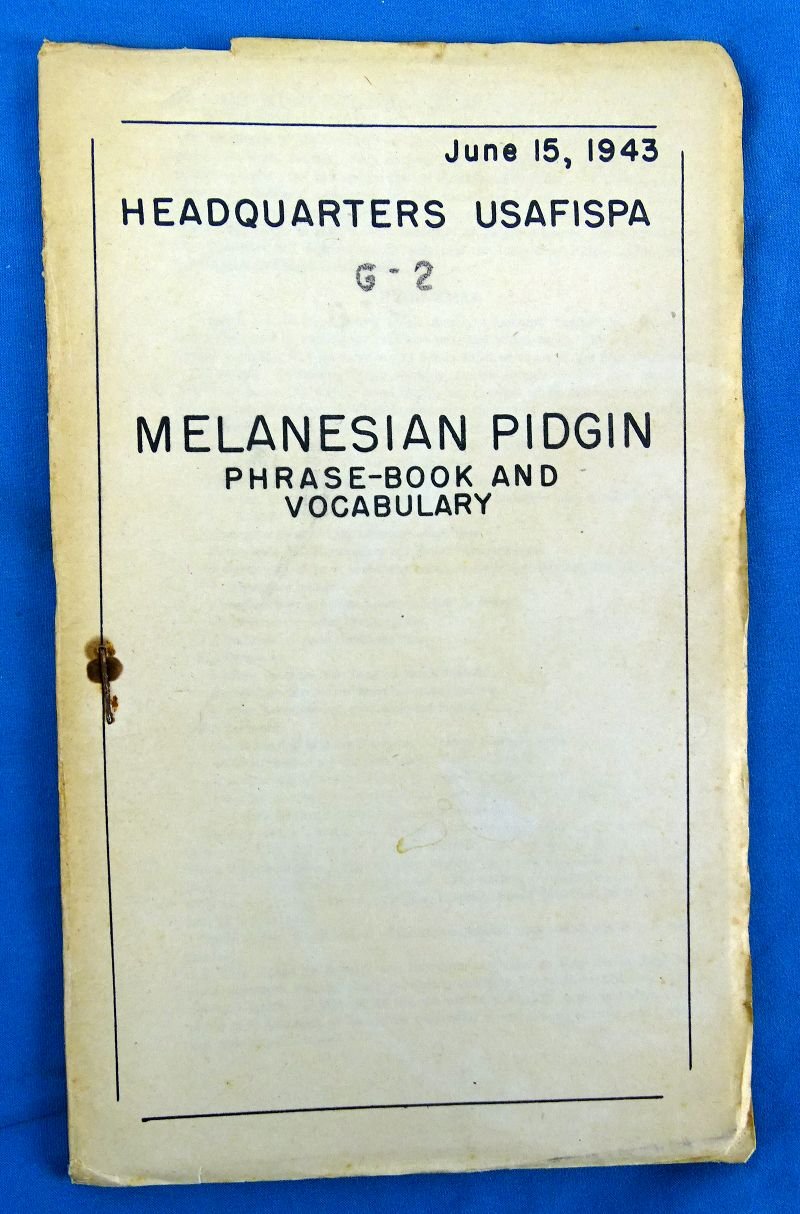 June 15, 1943
HEADQUARTERS USAFISPA
G-2
MELANESIAN PIDGIN
PHRASE-BOOK AND
VOCABULARY